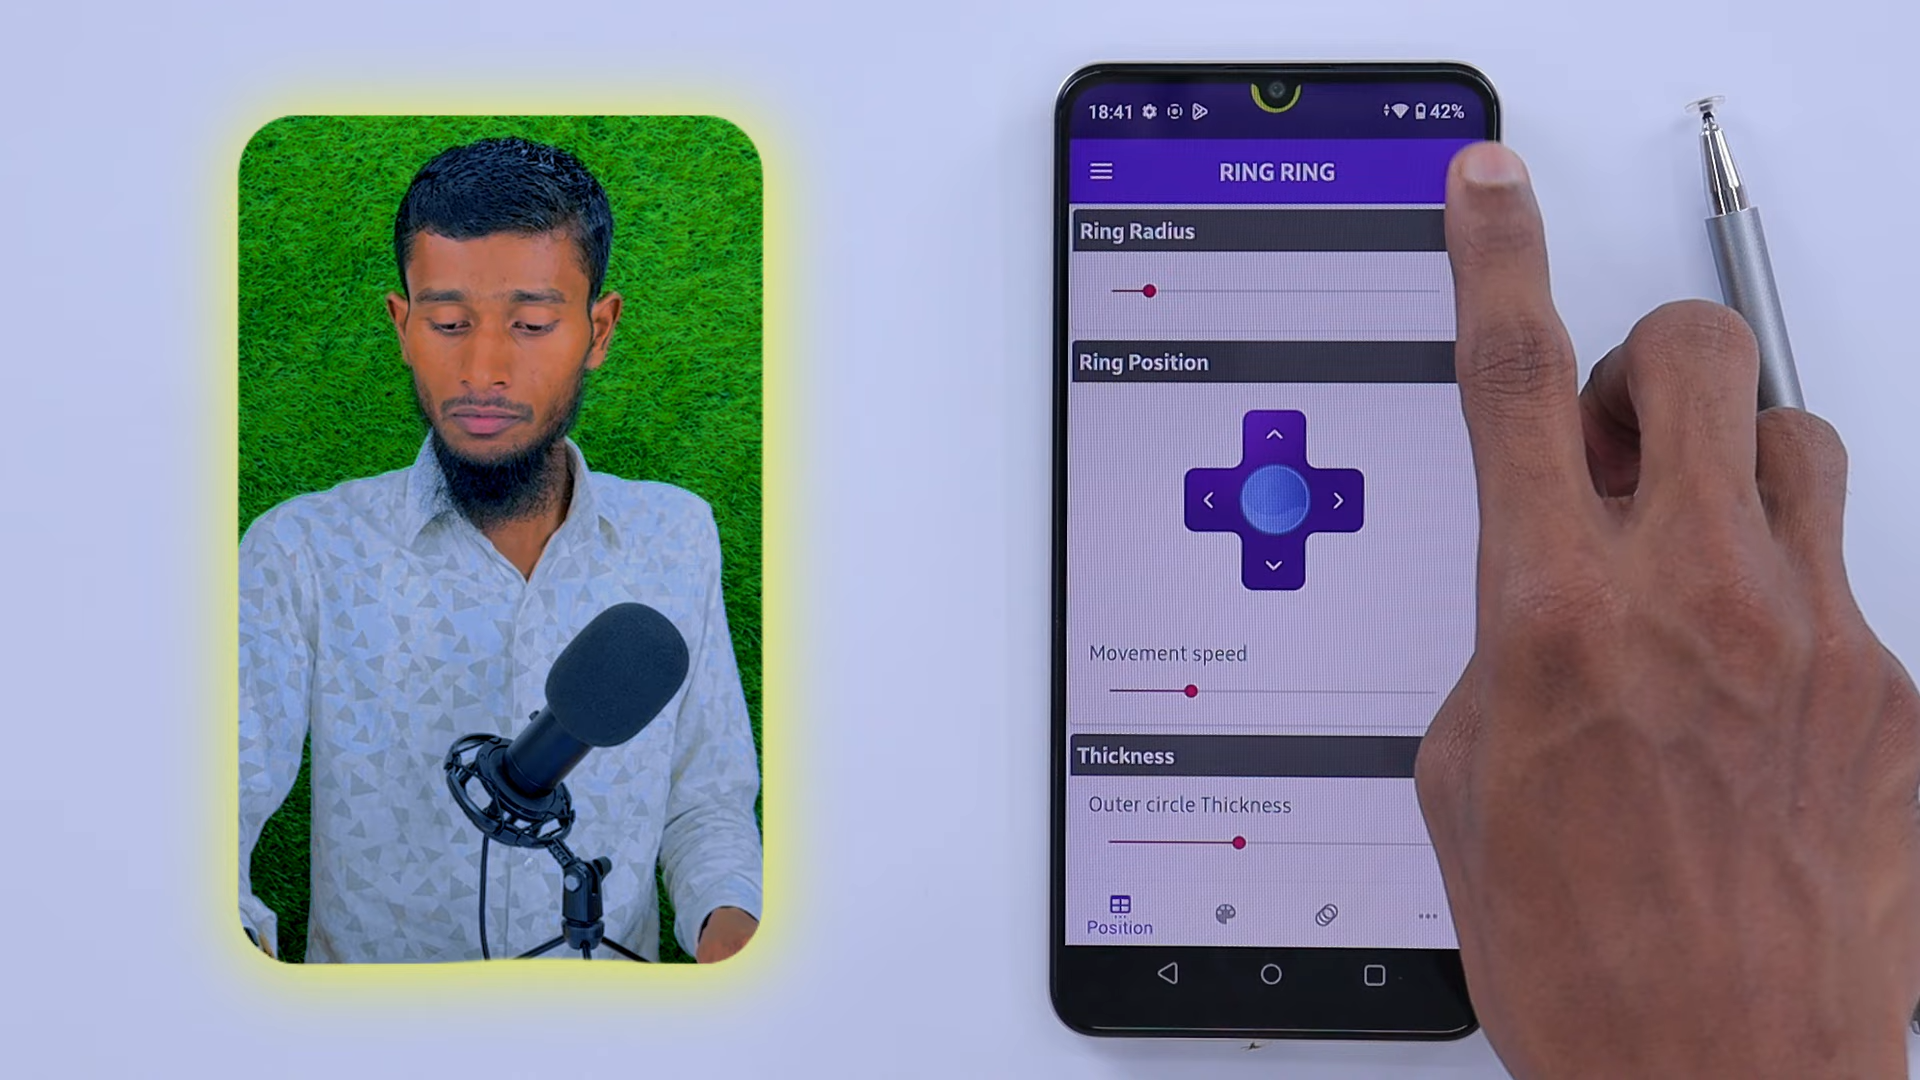 18:41
42%
RING RING
Ring Radius
Ring Position
Movement speed
Thickness
Outer circle Thickness
Position